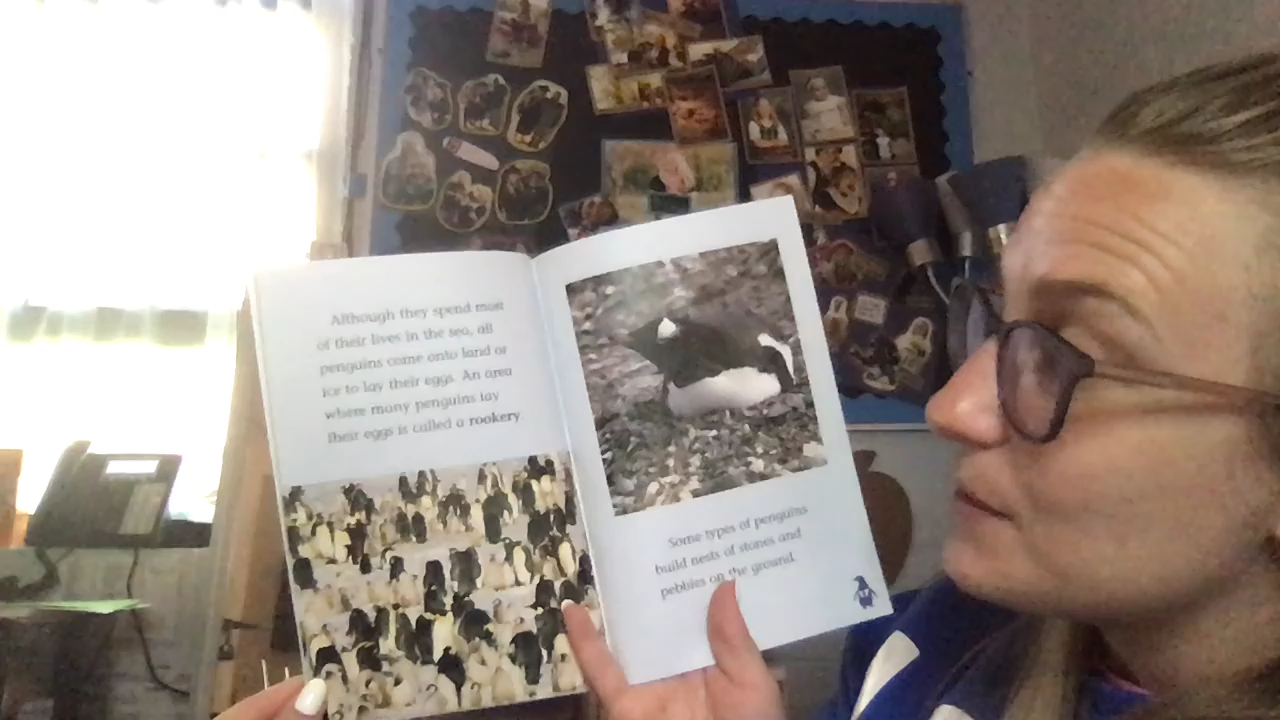 Although they spend most
of their lives in the sea, all
penguins come onto land or
ice to lay their eggs. An area
where many penguins lay
their eggs is called a rookery.
Some types of penguins
build nests of stones and
pebbles on the ground.